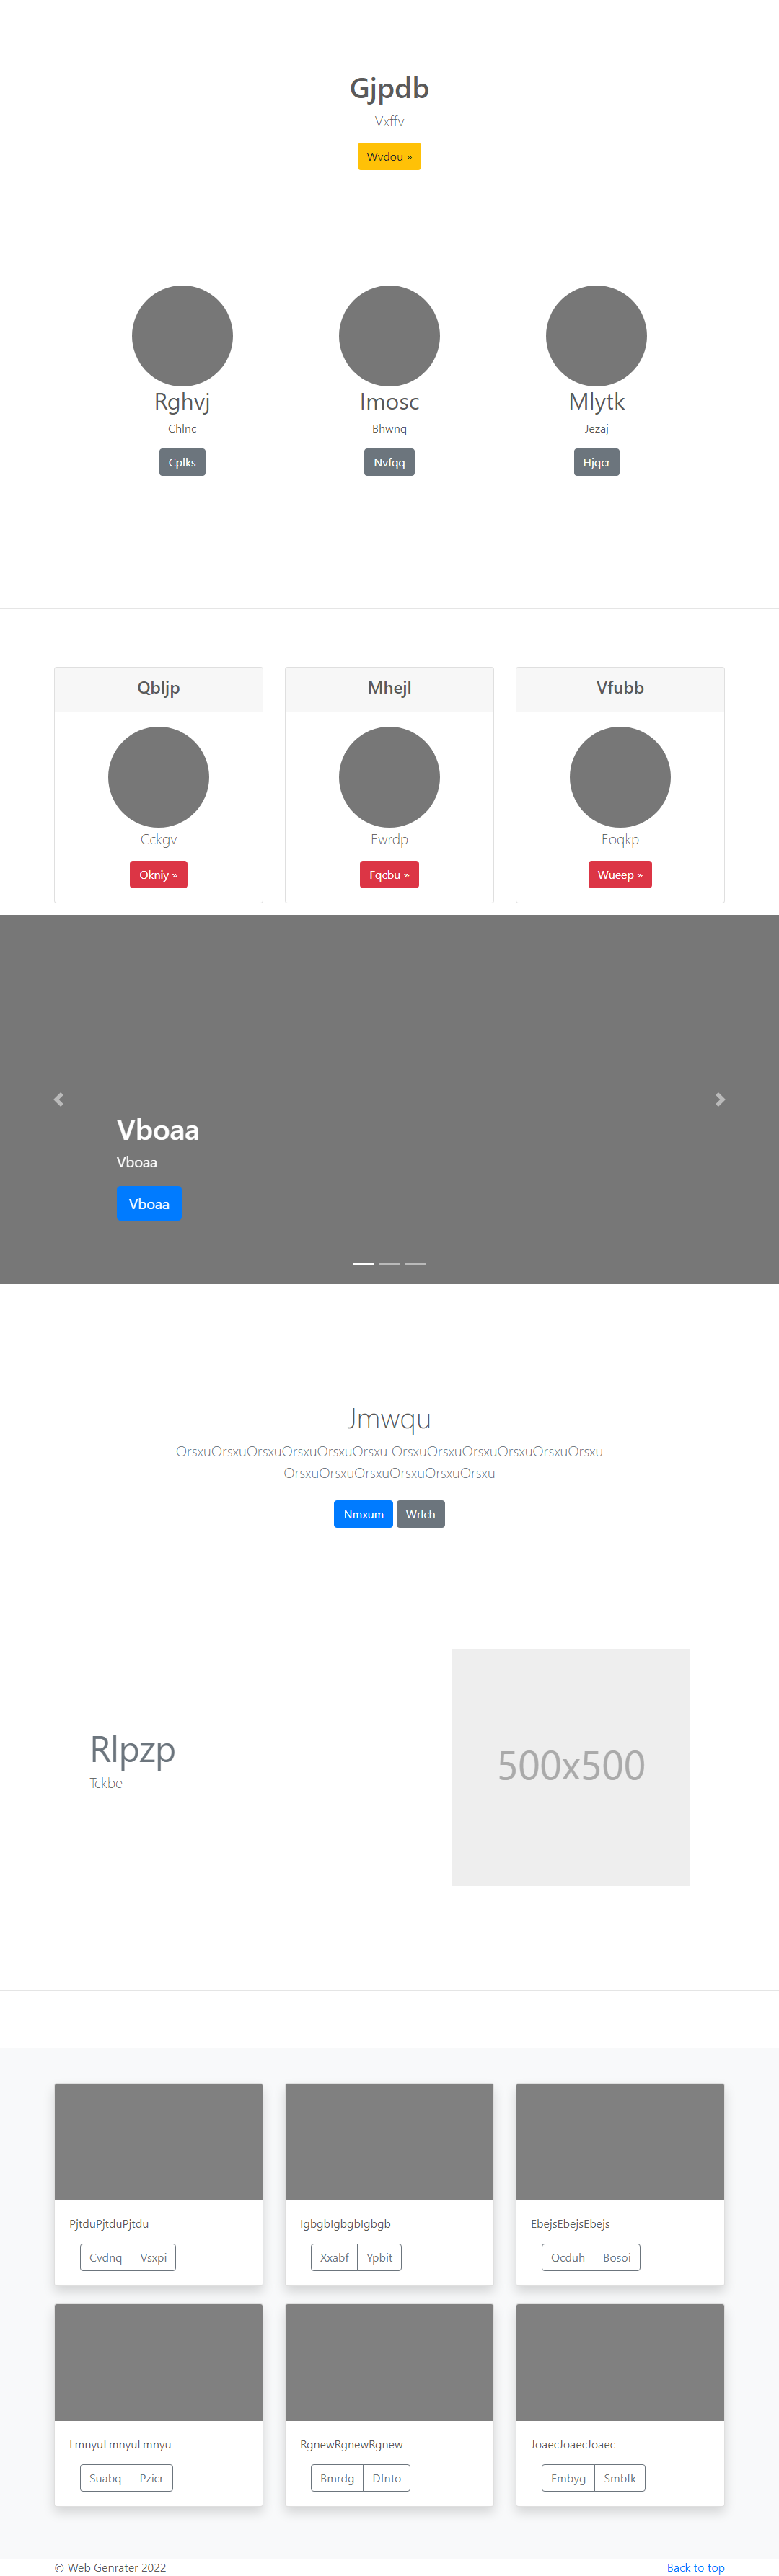 Gjpdb
Vxffv
Wvdou »
Rghvj
Chlnc
Cplks
Imosc
Bhwnq
Nvfqq
Mlytk
Jezaj
Hjqcr
Qbljp
Cckgv
Okniy »
Mhejl
Ewrdp
Fqcbu »
Vfubb
Eoqkp
Wueep »
Vboaa
Vboaa
Vboaa
Jmwqu
OrsxuOrsxuOrsxuOrsxuOrsxuOrsxu OrsxuOrsxuOrsxuOrsxuOrsxuOrsxu
OrsxuOrsxuOrsxuOrsxuOrsxuOrsxu
Nmxum Wrlch
Rlpzp
Tckbe
500x500
PjtduPjtduPjtdu
Cvdnq Vsxpi
IgbgbIgbgbIgbgb
Xxabf Ypbit
EbejsEbejsEbejs
Qcduh Bosoi
LmnyuLmnyuLmnyu
Suabq Pzicr
RgnewRgnewRgnew
Bmrdg Dfnto
JoaecJoaecJoaec
Embyg Smbfk
© Web Genrater 2022
Back to top